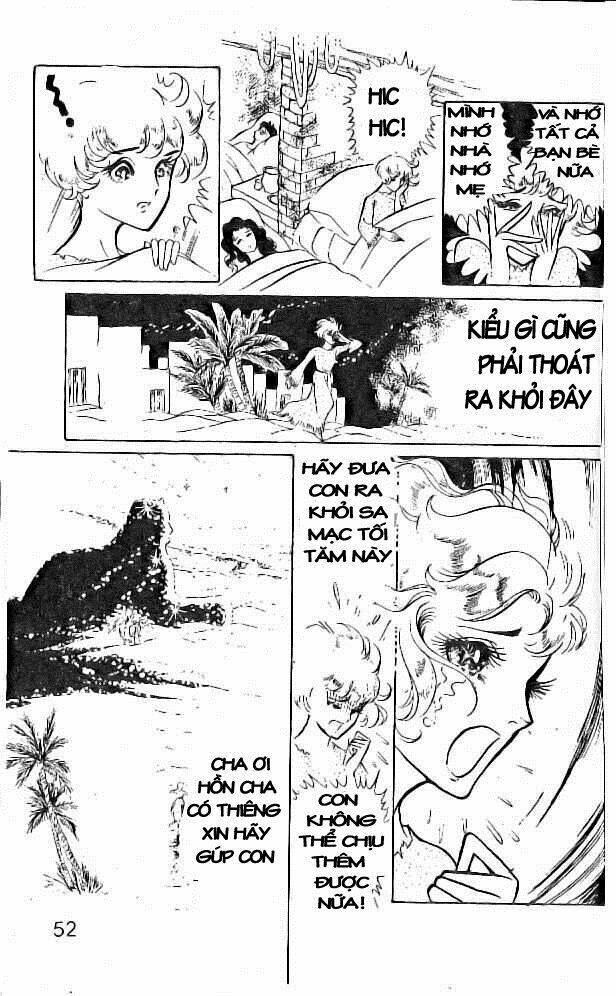 HIC
HIC!
MÌNH
NHỚ
NHÀ
NHỚ
MẸ
VÀ NHỚ
TẤT CẢ
BẠN BÈ
NỮA
KIỂU GÌ CŨNG
PHẢI THOÁT
RA KHỎI ĐÂY
CHA ƠI
HỒN CHA
CÓ THIÊNG
XIN HÃY
GÚP CON
HÃY ĐƯA
CON RA
KHỎI SA
MẠC TỐI
TĂM NÀY
CON
KHÔNG
THỂ CHỊU
THÊM
ĐƯỢC
NỮA!
52